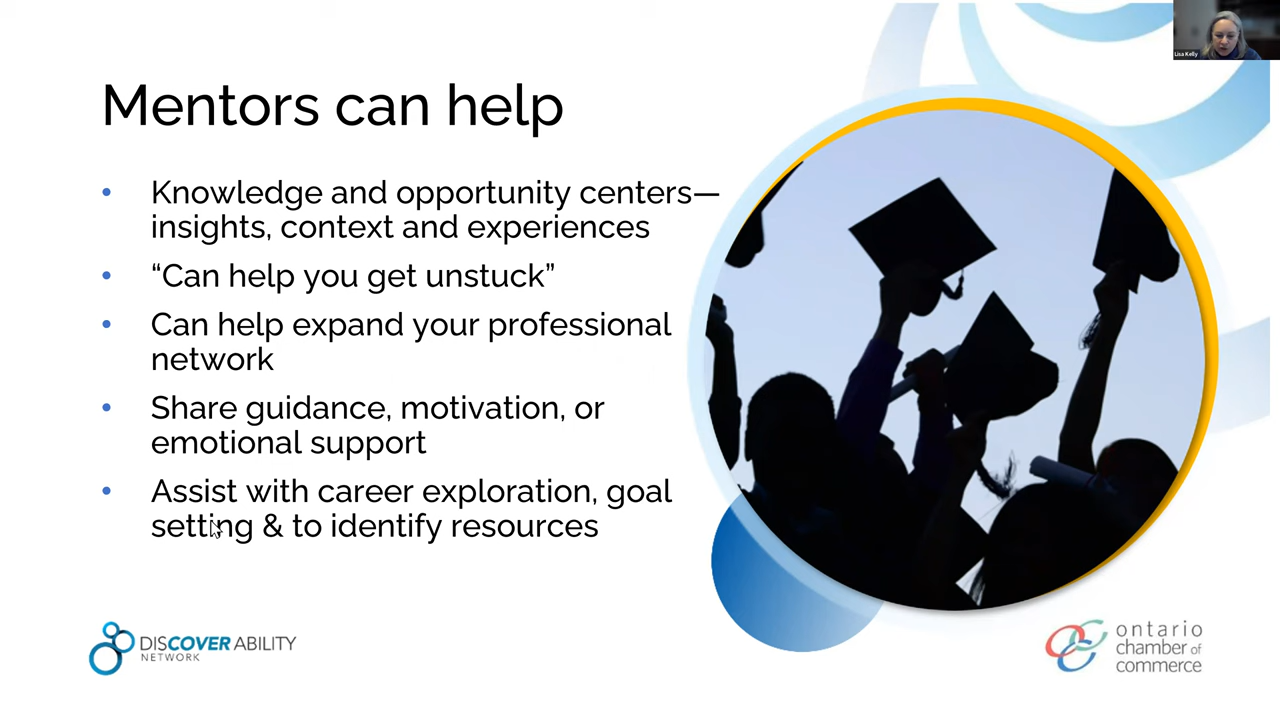 Lisa Kelly
Mentors can help
• Knowledge and opportunity centers—
insights, context and experiences
• “Can help you get unstuck”
• Can help expand your professional
network
• Share guidance, motivation, or
emotional support
• Assist with career exploration, goal
setting & to identify resources
DISCOVER ABILITY
NETWORK
ontario
chamber of
commerce